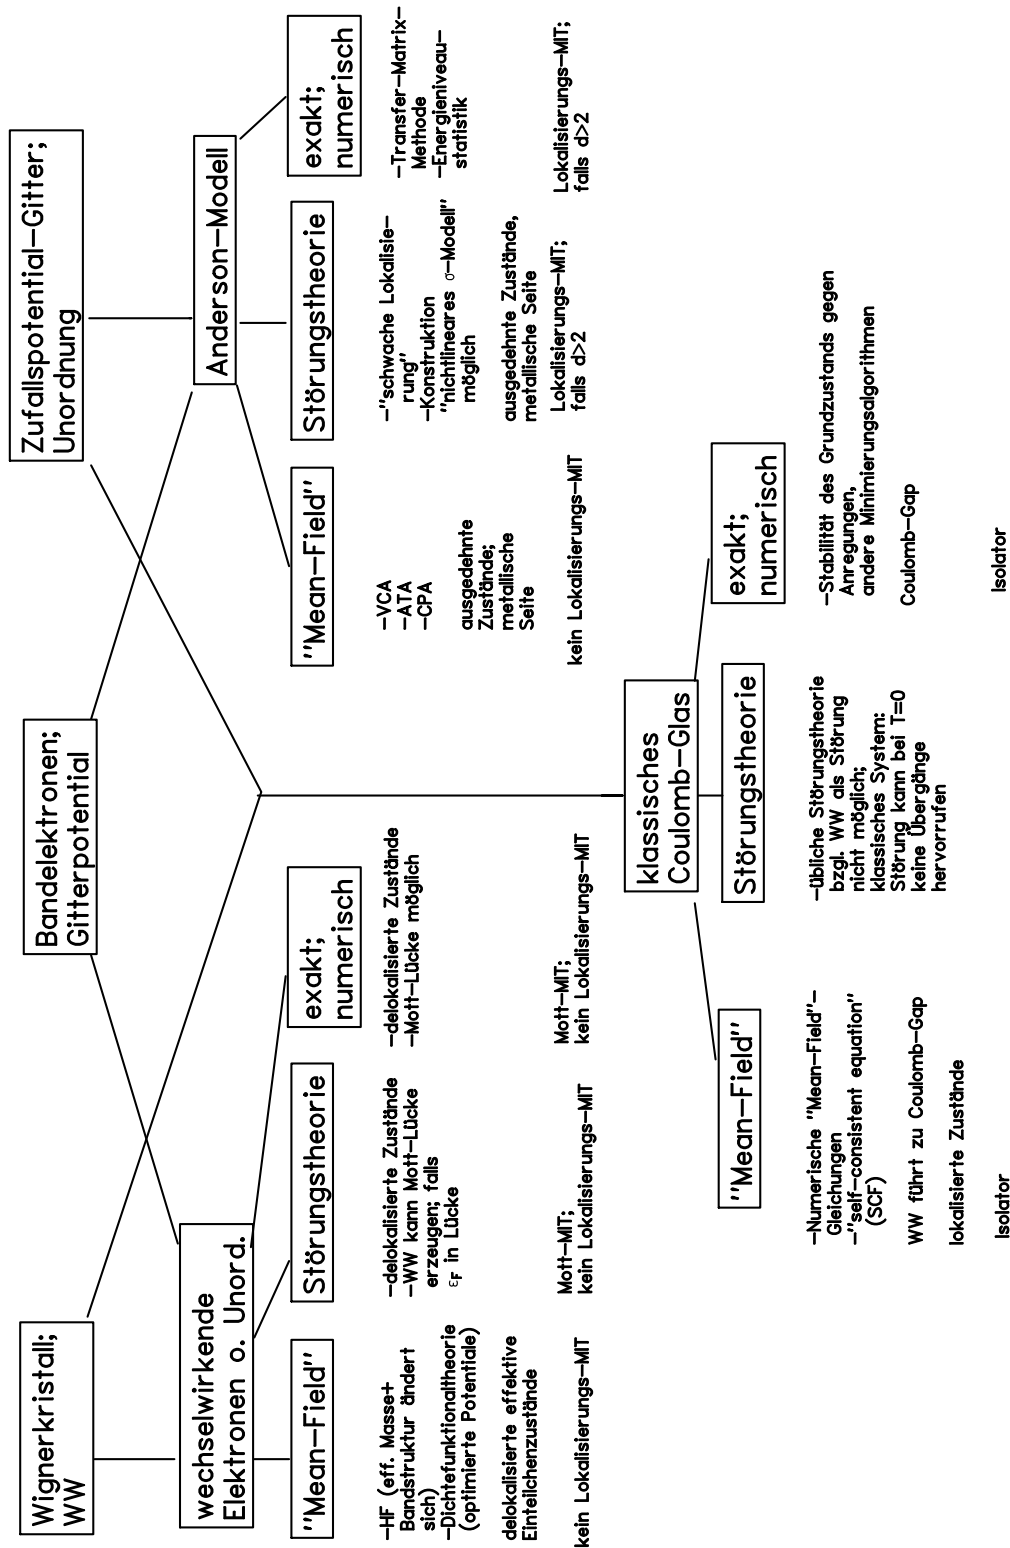 Wignerkristall;
WW
Bandelektronen;
Gitterpotential
Zufallspotential-Gitter;
Unordnung
wechselwirkende
Elektronen o. Unord.
Anderson-Modell
"Mean-Field"
-HF (eff. Masse+
Bandstruktur ändert
sich)
-Dichtefunktionaltheorie
(optimierte Potentiale)
delokalisierte effektive
Einteilchenzustände
kein Lokalisierungs-MIT
Störungstheorie
-delokalisierte Zustände
-WW kann Mott-Lücke
erzeugen; falls
εF in Lücke
Mott-MIT;
kein Lokalisierungs-MIT
exakt;
numerisch
-delokalisierte Zustände
-Mott-Lücke möglich
Mott-MIT;
kein Lokalisierungs-MIT
"Mean-Field"
-VCA
-ATA
-CPA
ausgedehnte
Zustände;
metallische
Seite
kein Lokalisierungs-MIT
Störungstheorie
-"schwache Lokalisie-
rung"
-Konstruktion
"nichtlineares σ-Modell"
möglich
ausgedehnte Zustände,
metallische Seite
Lokalisierungs-MIT;
falls d>2
exakt;
numerisch
-Transfer-Matrix-
Methode
-Energieniveau-
statistik
Lokalisierungs-MIT;
falls d>2
klassisches
Coulomb-Glas
"Mean-Field"
-Numerische "Mean-Field"-
Gleichungen
-"self-consistent equation"
(SCF)
WW führt zu Coulomb-Gap
lokalisierte Zustände
Isolator
Störungstheorie
-übliche Störungstheorie
bzgl. WW als Störung
nicht möglich;
klassisches System:
Störung kann bei T=0
keine Übergänge
hervorrufen
exakt;
numerisch
-Stabilität des Grundzustands gegen
Anregungen,
andere Minimierungsalgorithmen
Coulomb-Gap
Isolator